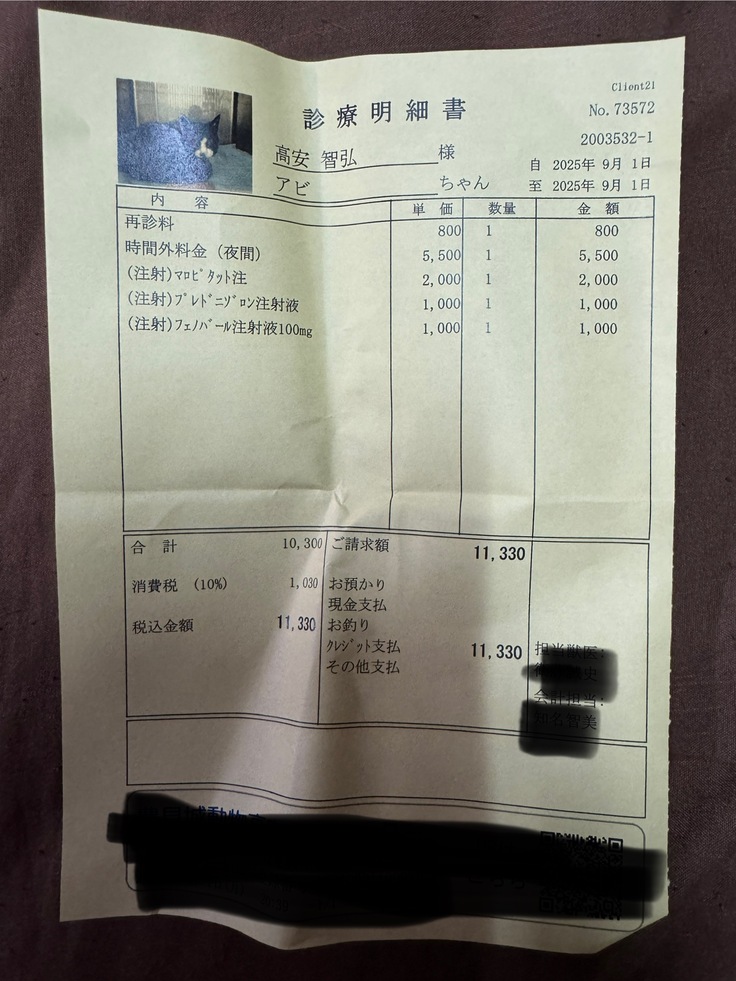 Client21
診療明細書
No.73572
2003532-1
高安 智弘 様
自 2025年 9月 1日
アビ ちゃん
至 2025年 9月 1日
内 容 単 価 数量 金 額
再診料 800 1 800
時間外料金 (夜間) 5,500 1 5,500
(注射)ﾏﾛﾋﾟﾀｯﾄ注 2,000 1 2,000
(注射)ﾌﾟﾚﾄﾞﾆｿﾞﾛﾝ注射液 1,000 1 1,000
(注射)ﾌｪﾉﾊﾞｰﾙ注射液100mg 1,000 1 1,000
合 計 10,300 ご請求額 11,330
消費税 (10%) 1,030 お預かり
現金支払
税込金額 11,330 お釣り
ｸﾚｼﾞｯﾄ支払 11,330 担当獣医:
その他支払
会計担当: